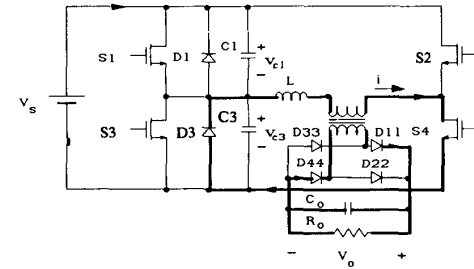 S1 D1 C1 + V_c1 − S2
V_s L i
S3 D3 C3 + V_c3 − S4
D33 D11
D44 D22
C_o
R_o
− V_o +